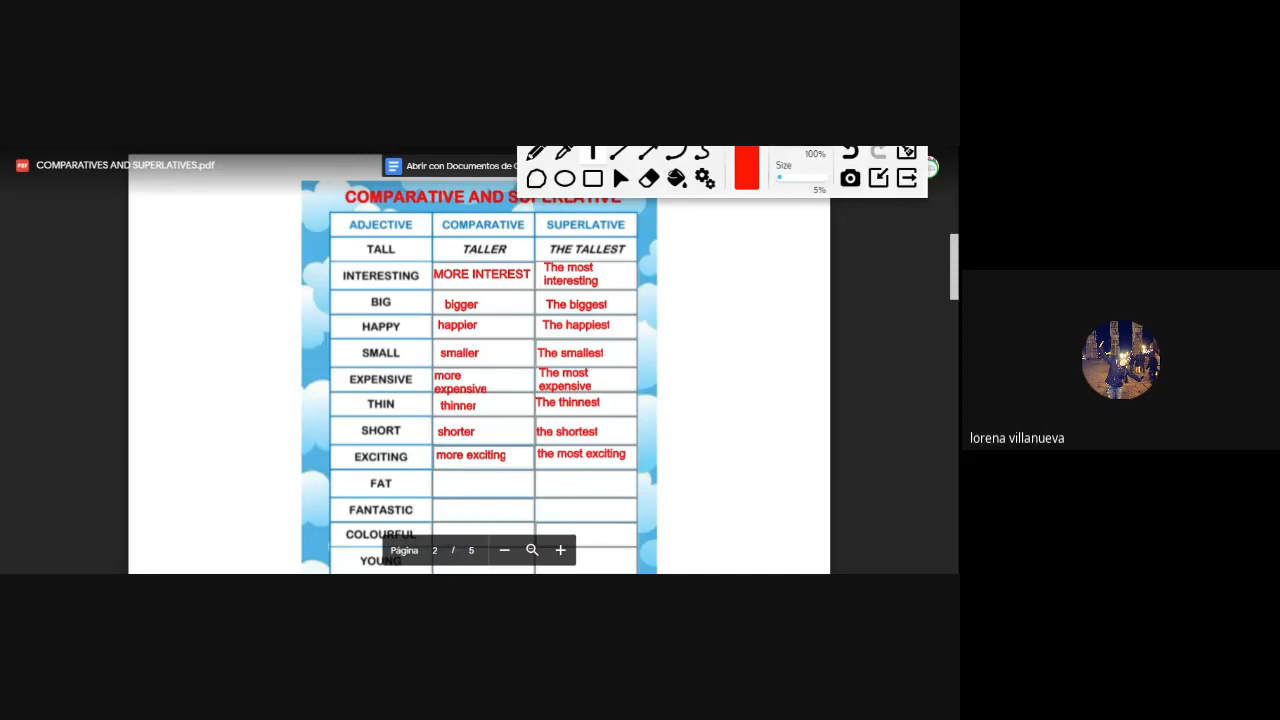 COMPARATIVES AND SUPERLATIVES.pdf
Abrir con Documentos de G
100%
Size
5%
COMPARATIVE AND SUPERLATIVE
ADJECTIVE COMPARATIVE SUPERLATIVE
TALL TALLER THE TALLEST
INTERESTING MORE INTEREST The most
interesting
BIG bigger The biggest
HAPPY happier The happiest
SMALL smaller The smallest
EXPENSIVE more
expensive The most
expensive
THIN thinner The thinnest
SHORT shorter the shortest
EXCITING more exciting the most exciting
FAT
FANTASTIC
COLOURFUL
YOUNG
Página 2 / 5
lorena villanueva